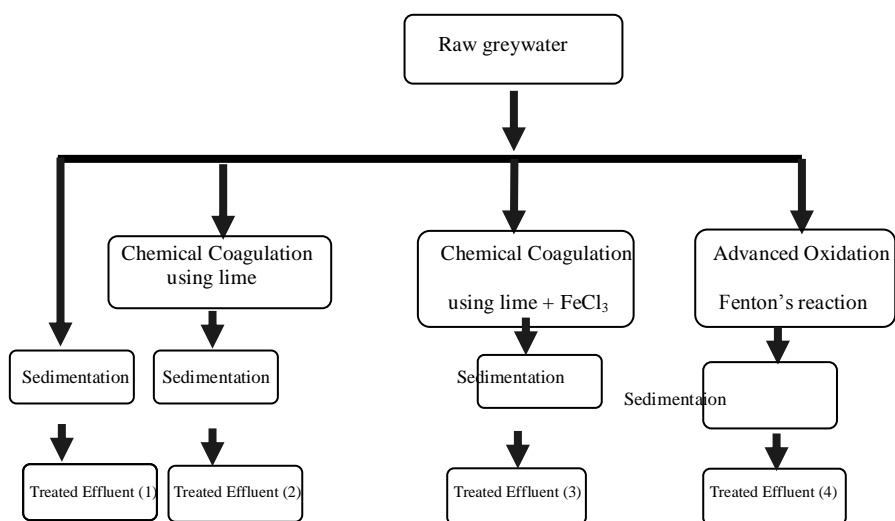 Raw greywater
Chemical Coagulation
using lime
Chemical Coagulation
using lime + FeCl₃
Advanced Oxidation
Fenton’s reaction
Sedimentation
Sedimentation
Sedimentation
Sedimentaion
Treated Effluent (1)
Treated Effluent (2)
Treated Effluent (3)
Treated Effluent (4)